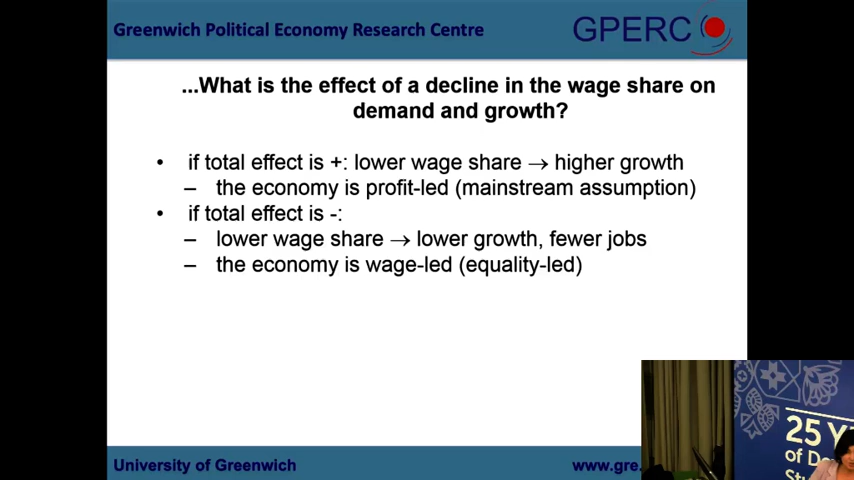 Greenwich Political Economy Research Centre
GPERC
...What is the effect of a decline in the wage share on
demand and growth?
• if total effect is +: lower wage share → higher growth
– the economy is profit-led (mainstream assumption)
• if total effect is -:
– lower wage share → lower growth, fewer jobs
– the economy is wage-led (equality-led)
25 Y
of De
Stu
University of Greenwich
www.gre.